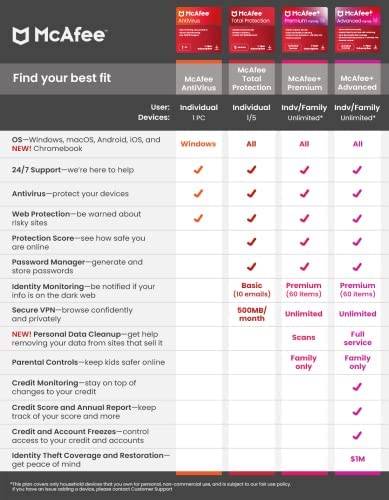 McAfee™
McAfee
AntiVirus
McAfee
Total Protection
McAfee+
Premium Family
McAfee+
Advanced Family
Find your best fit
McAfee
AntiVirus
McAfee
Total
Protection
McAfee+
Premium
McAfee+
Advanced
User: Individual Individual Indv/Family Indv/Family
Devices: 1 PC 1/5 Unlimited* Unlimited*
OS—Windows, macOS, Android, iOS, and
NEW! Chromebook
Windows All All All
24/7 Support—we're here to help
Antivirus—protect your devices
Web Protection—be warned about
risky sites
Protection Score—see how safe you
are online
Password Manager—generate and
store passwords
Identity Monitoring—be notified if your
info is on the dark web
Basic
(10 emails)
Premium
(60 items)
Premium
(60 items)
Secure VPN—browse confidently
and privately
500MB/
month
Unlimited Unlimited
NEW! Personal Data Cleanup—get help
removing your data from sites that sell it
Scans
Full
service
Parental Controls—keep kids safer online
Family
only
Family
only
Credit Monitoring—stay on top of
changes to your credit
Credit Score and Annual Report—keep
track of your score and more
Credit and Account Freezes—control
access to your credit and accounts
Identity Theft Coverage and Restoration—
get peace of mind
$1M
*This plan covers only household devices that you own for personal, non-commercial use, and is subject to our fair use policy.
If you have an issue adding a device, please contact Customer Support